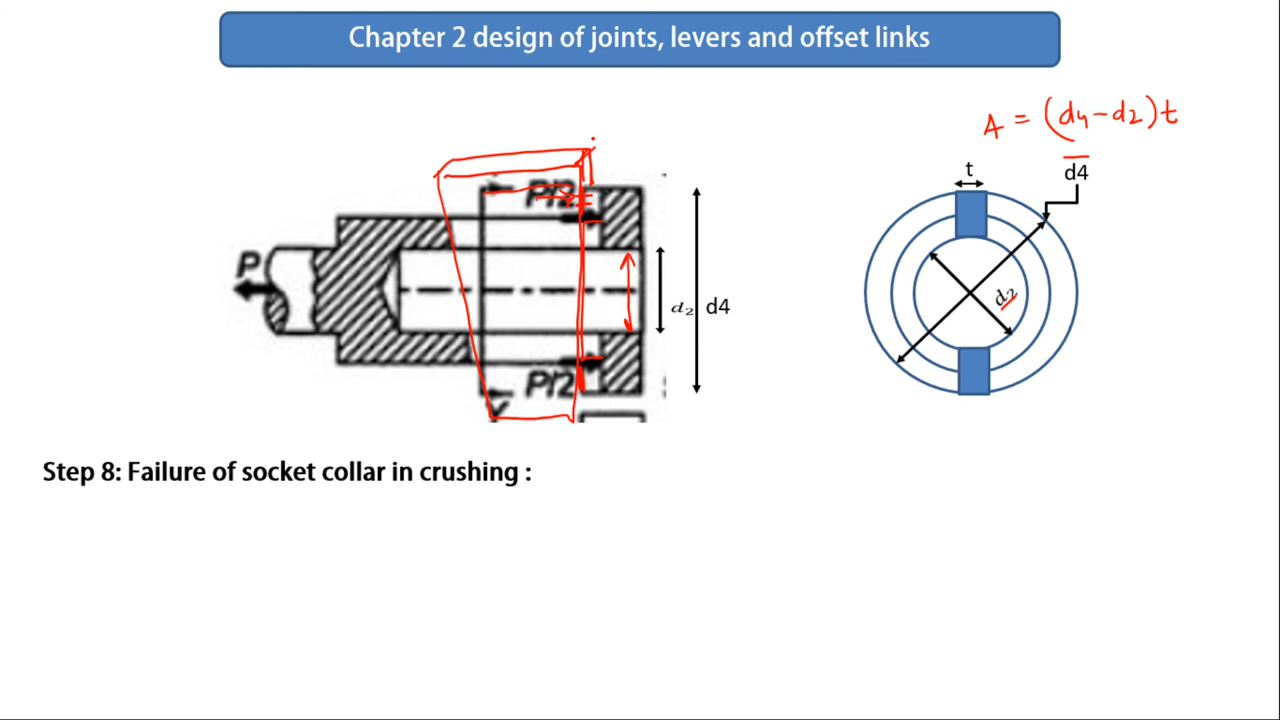 Chapter 2 design of joints, levers and offset links
A = (d4-d2)t
t
d4
P/2
P
d2 d4
d2
P/2
Step 8: Failure of socket collar in crushing :